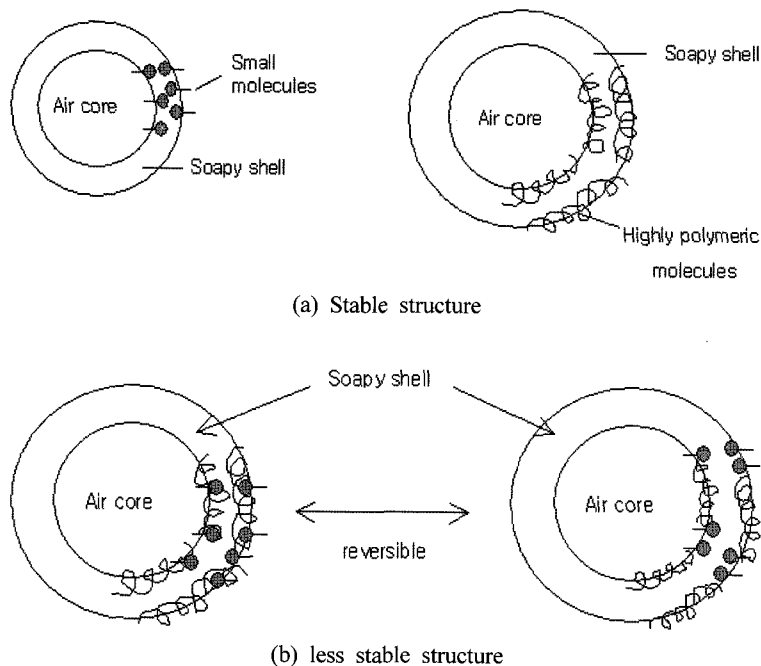 Small
molecules
Air core
Soapy shell
Soapy shell
Air core
Highly polymeric
molecules
(a) Stable structure
Soapy shell
Air core
reversible
Air core
(b) less stable structure